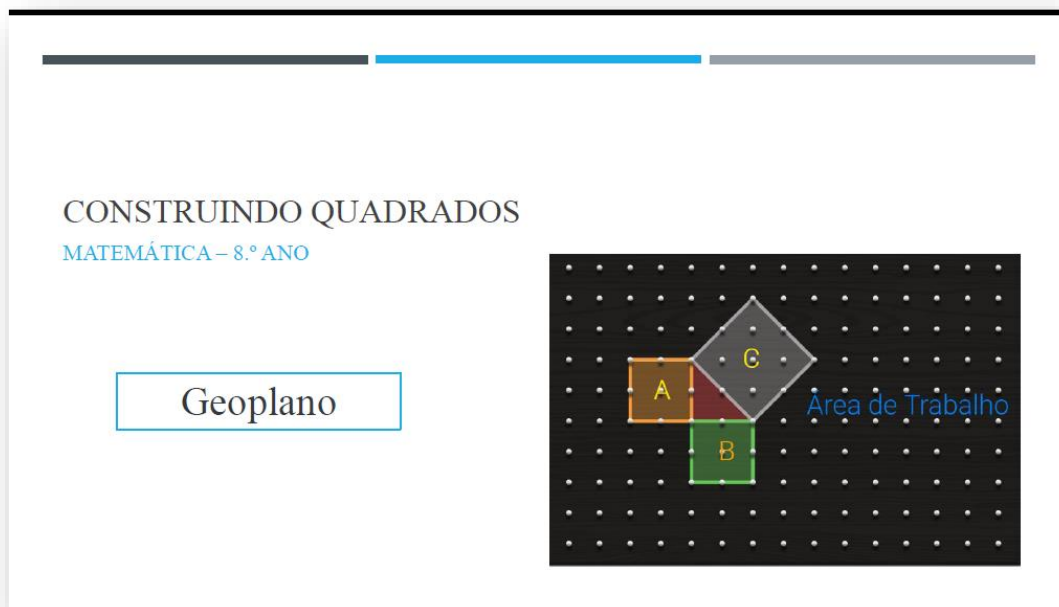 CONSTRUINDO QUADRADOS
MATEMÁTICA – 8.º ANO
Geoplano
C
A
Área de Trabalho
B